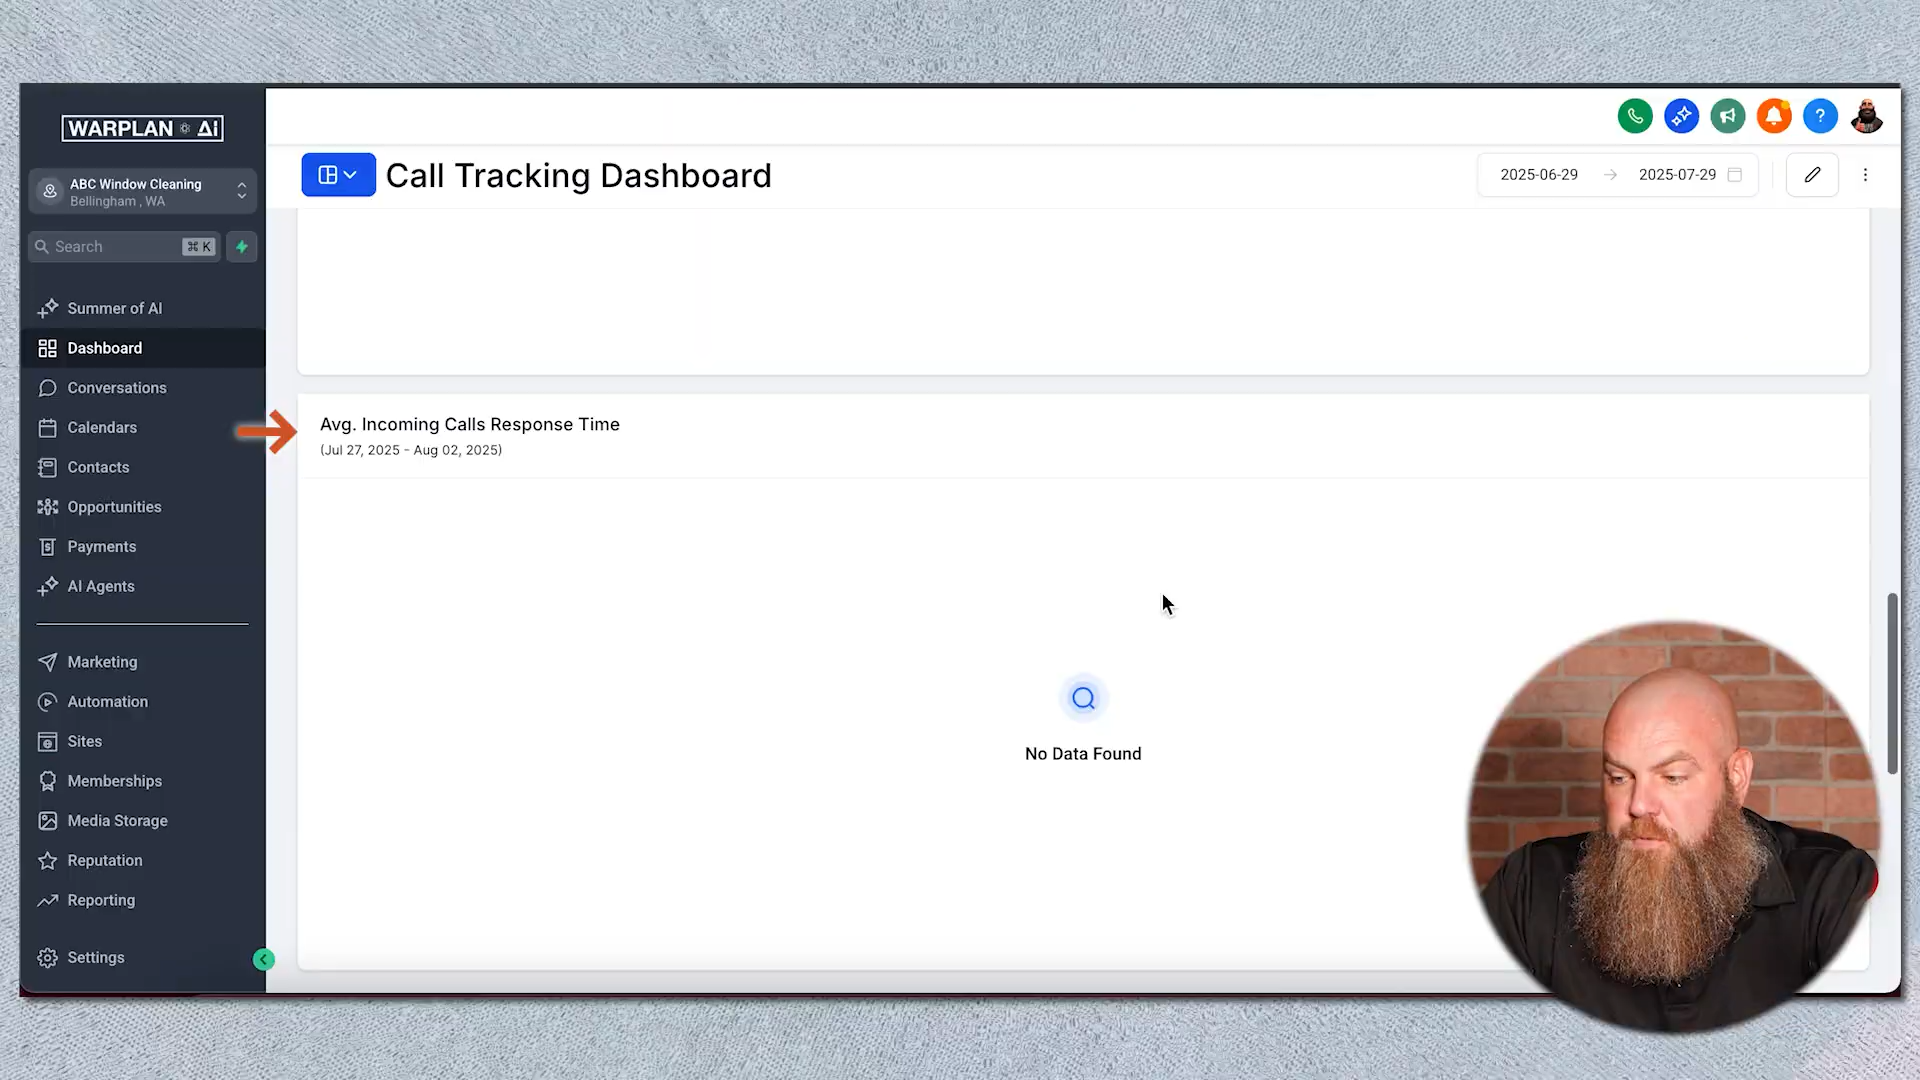 WARPLAN Ai
ABC Window Cleaning
Bellingham , WA
Search
⌘ K
Summer of AI
Dashboard
Conversations
Calendars
Contacts
Opportunities
Payments
AI Agents
Marketing
Automation
Sites
Memberships
Media Storage
Reputation
Reporting
Settings
?
Call Tracking Dashboard
2025-06-29 → 2025-07-29
Avg. Incoming Calls Response Time
(Jul 27, 2025 - Aug 02, 2025)
No Data Found